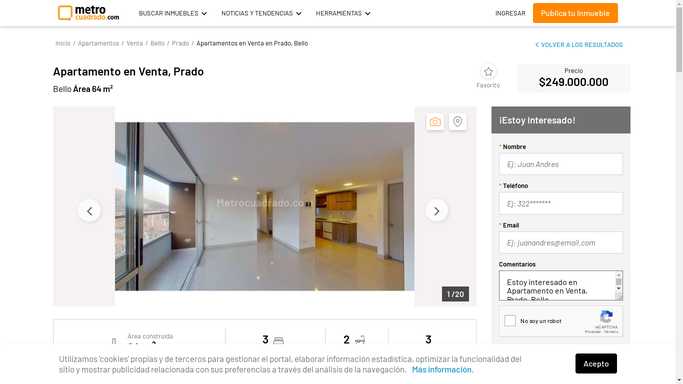 metro
cuadrado.com
BUSCAR INMUEBLES
NOTICIAS Y TENDENCIAS
HERRAMIENTAS
INGRESAR
Publica tu Inmueble
Inicio / Apartamentos / Venta / Bello / Prado / Apartamentos en Venta en Prado, Bello
VOLVER A LOS RESULTADOS
Apartamento en Venta, Prado
Bello Área 64 m²
Favorito
Precio
$249.000.000
Metrocuadrado.com
1 / 20
¡Estoy Interesado!
* Nombre
Ej: Juan Andres
* Teléfono
Ej: 322*******
* Email
Ej: juanandres@email.com
Comentarios
Estoy interesado en
Apartamento en Venta,
Prado, Bello
No soy un robot
reCAPTCHA
Privacidad - Términos
Área construida
3
2
3
Utilizamos 'cookies' propias y de terceros para gestionar el portal, elaborar información estadística, optimizar la funcionalidad del
sitio y mostrar publicidad relacionada con sus preferencias a través del análisis de la navegación. Más información.
Acepto